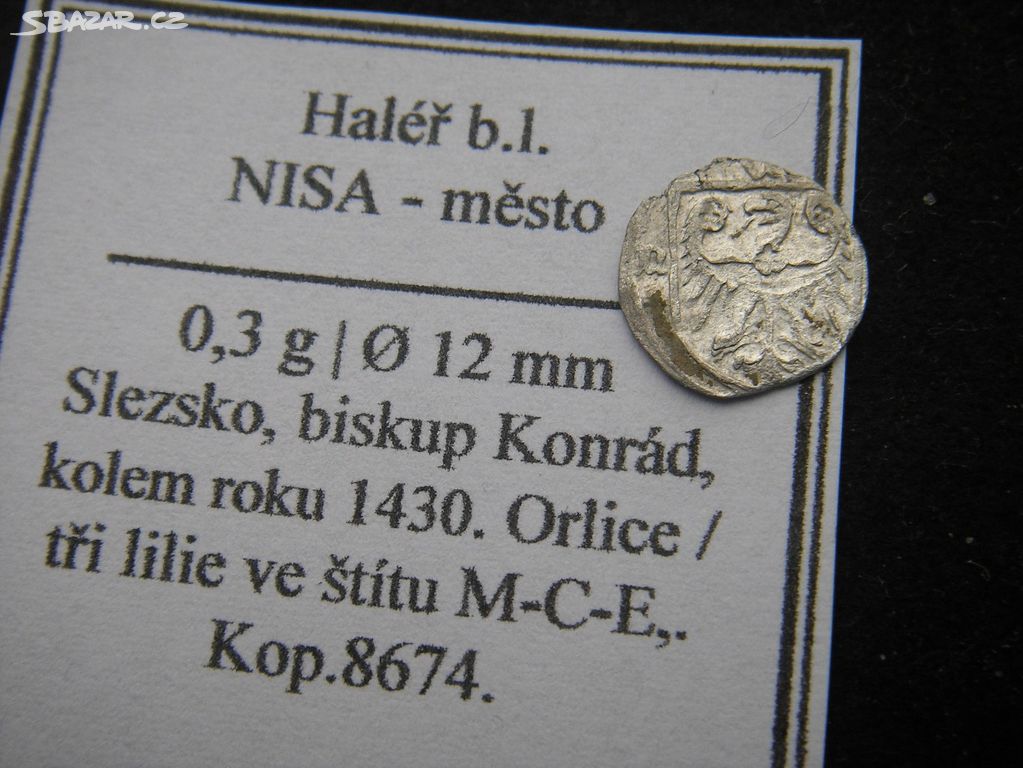 SBAZAR.CZ
Haléř b.l.
NISA - město
0,3 g | Ø 12 mm
Slezsko, biskup Konrád,
kolem roku 1430. Orlice /
tři lilie ve štítu M-C-E,.
Kop.8674.